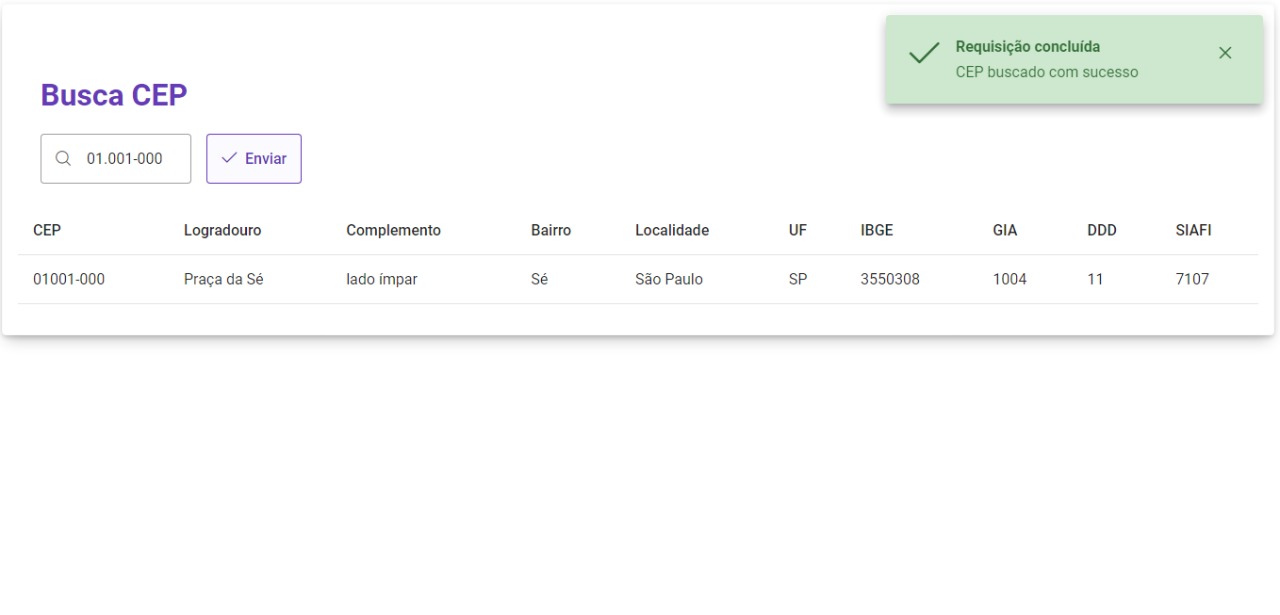 Requisição concluída
CEP buscado com sucesso
Busca CEP
01.001-000 Enviar
CEP Logradouro Complemento Bairro Localidade UF IBGE GIA DDD SIAFI
01001-000 Praça da Sé lado ímpar Sé São Paulo SP 3550308 1004 11 7107